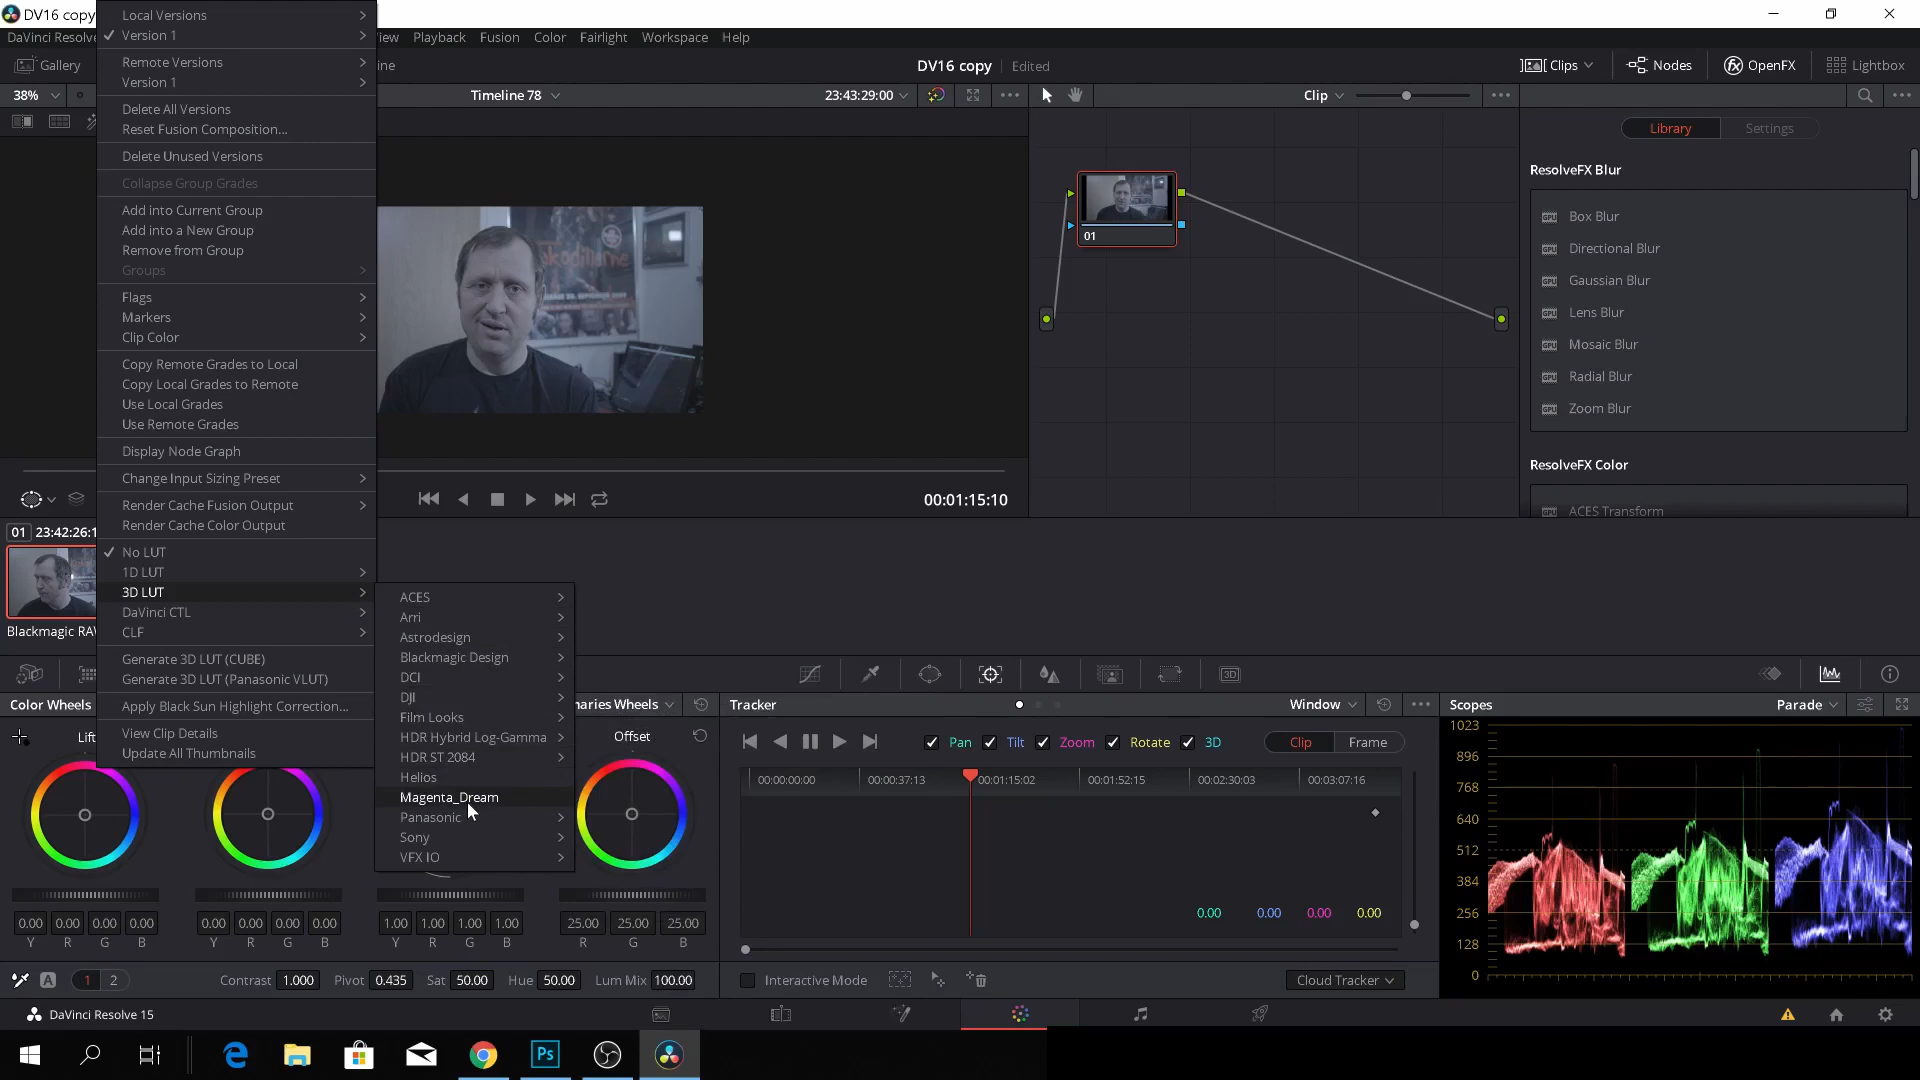 DV16 copy
Local Versions
Version 1
Remote Versions
Version 1
Delete All Versions
Reset Fusion Composition...
Delete Unused Versions
Collapse Group Grades
Add into Current Group
Add into a New Group
Remove from Group
Groups
Flags
Markers
Clip Color
Copy Remote Grades to Local
Copy Local Grades to Remote
Use Local Grades
Use Remote Grades
Display Node Graph
Change Input Sizing Preset
Render Cache Fusion Output
Render Cache Color Output
No LUT
1D LUT
3D LUT
DaVinci CTL
CLF
Generate 3D LUT (CUBE)
Generate 3D LUT (Panasonic VLUT)
Apply Black Sun Highlight Correction...
View Clip Details
Update All Thumbnails
ACES
Arri
Astrodesign
Blackmagic Design
DCI
DJI
Film Looks
HDR Hybrid Log-Gamma
HDR ST 2084
Helios
Magenta_Dream
Panasonic
Sony
VFX IO
DaVinci Resolve
iew Playback Fusion Color Fairlight Workspace Help
Gallery
ine
DV16 copy Edited
Clips Nodes OpenFX Lightbox
38%
Timeline 78
23:43:29:00
Clip
01
Library Settings
ResolveFX Blur
Box Blur
Directional Blur
Gaussian Blur
Lens Blur
Mosaic Blur
Radial Blur
Zoom Blur
ResolveFX Color
ACES Transform
00:01:15:10
01 23:42:26:1
Blackmagic RAW
3D
Color Wheels
maries Wheels
Lift
Offset
0.00 0.00 0.00 0.00 0.00 0.00 0.00 0.00 1.00 1.00 1.00 1.00 25.00 25.00 25.00
Y R G B Y R G B Y R G B R G B
A 1 2 Contrast 1.000 Pivot 0.435 Sat 50.00 Hue 50.00 Lum Mix 100.00
Tracker
Window
Pan Tilt Zoom Rotate 3D Clip Frame
00:00:00:00 00:00:37:13 00:01:15:02 00:01:52:15 00:02:30:03 00:03:07:16
0.00 0.00 0.00 0.00
Interactive Mode
Cloud Tracker
Scopes
Parade
1023
896
768
640
512
384
256
128
0
DaVinci Resolve 15
Ps